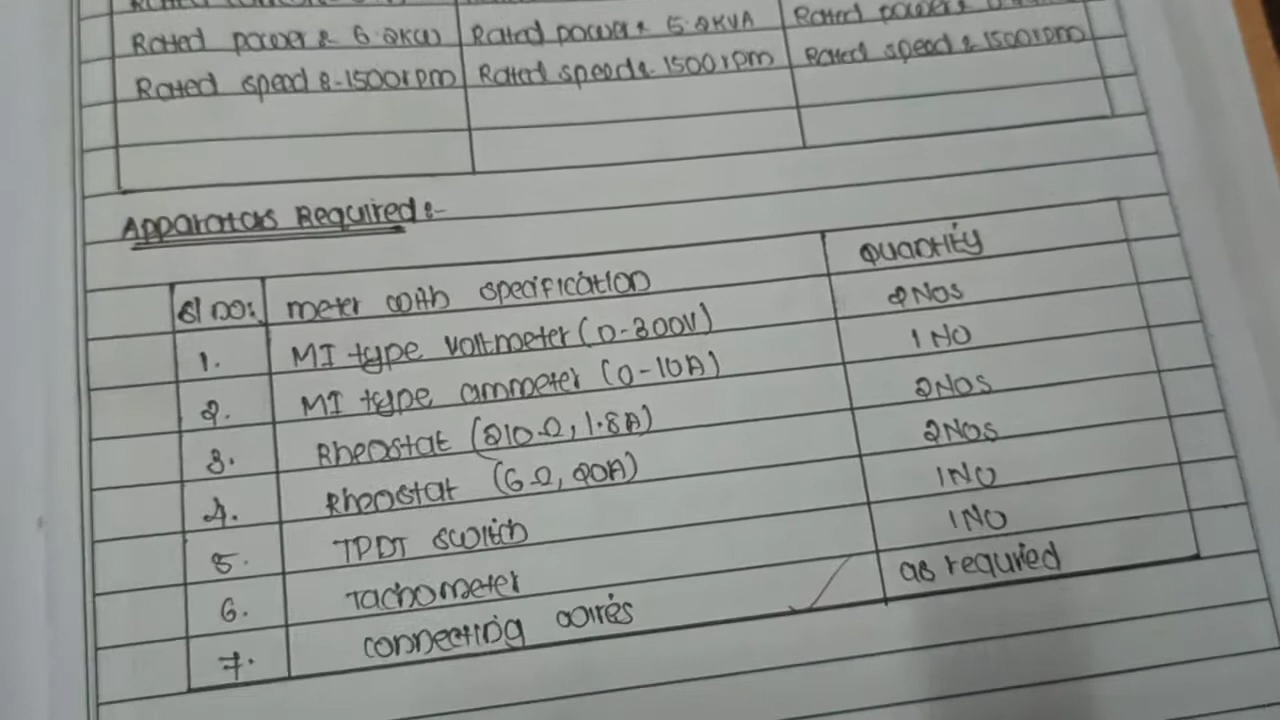 Rated power :- 5.2KW Rated power :- 5.2KVA Rated power :-
Rated speed :- 1500rpm Rated speed :- 1500rpm Rated speed :- 1500rpm
Apparatus Required :-
Sl no: meter with specification Quantity
1. MI type voltmeter (0-300V) 2NOS
2. MI type ammeter (0-10A) 1NO
3. Rheostat (210Ω, 1.8A) 2NOS
4. Rheostat (6Ω, 20A) 2NOS
5. TPDT switch 1NO
6. Tachometer 1NO
7. connecting wires as required